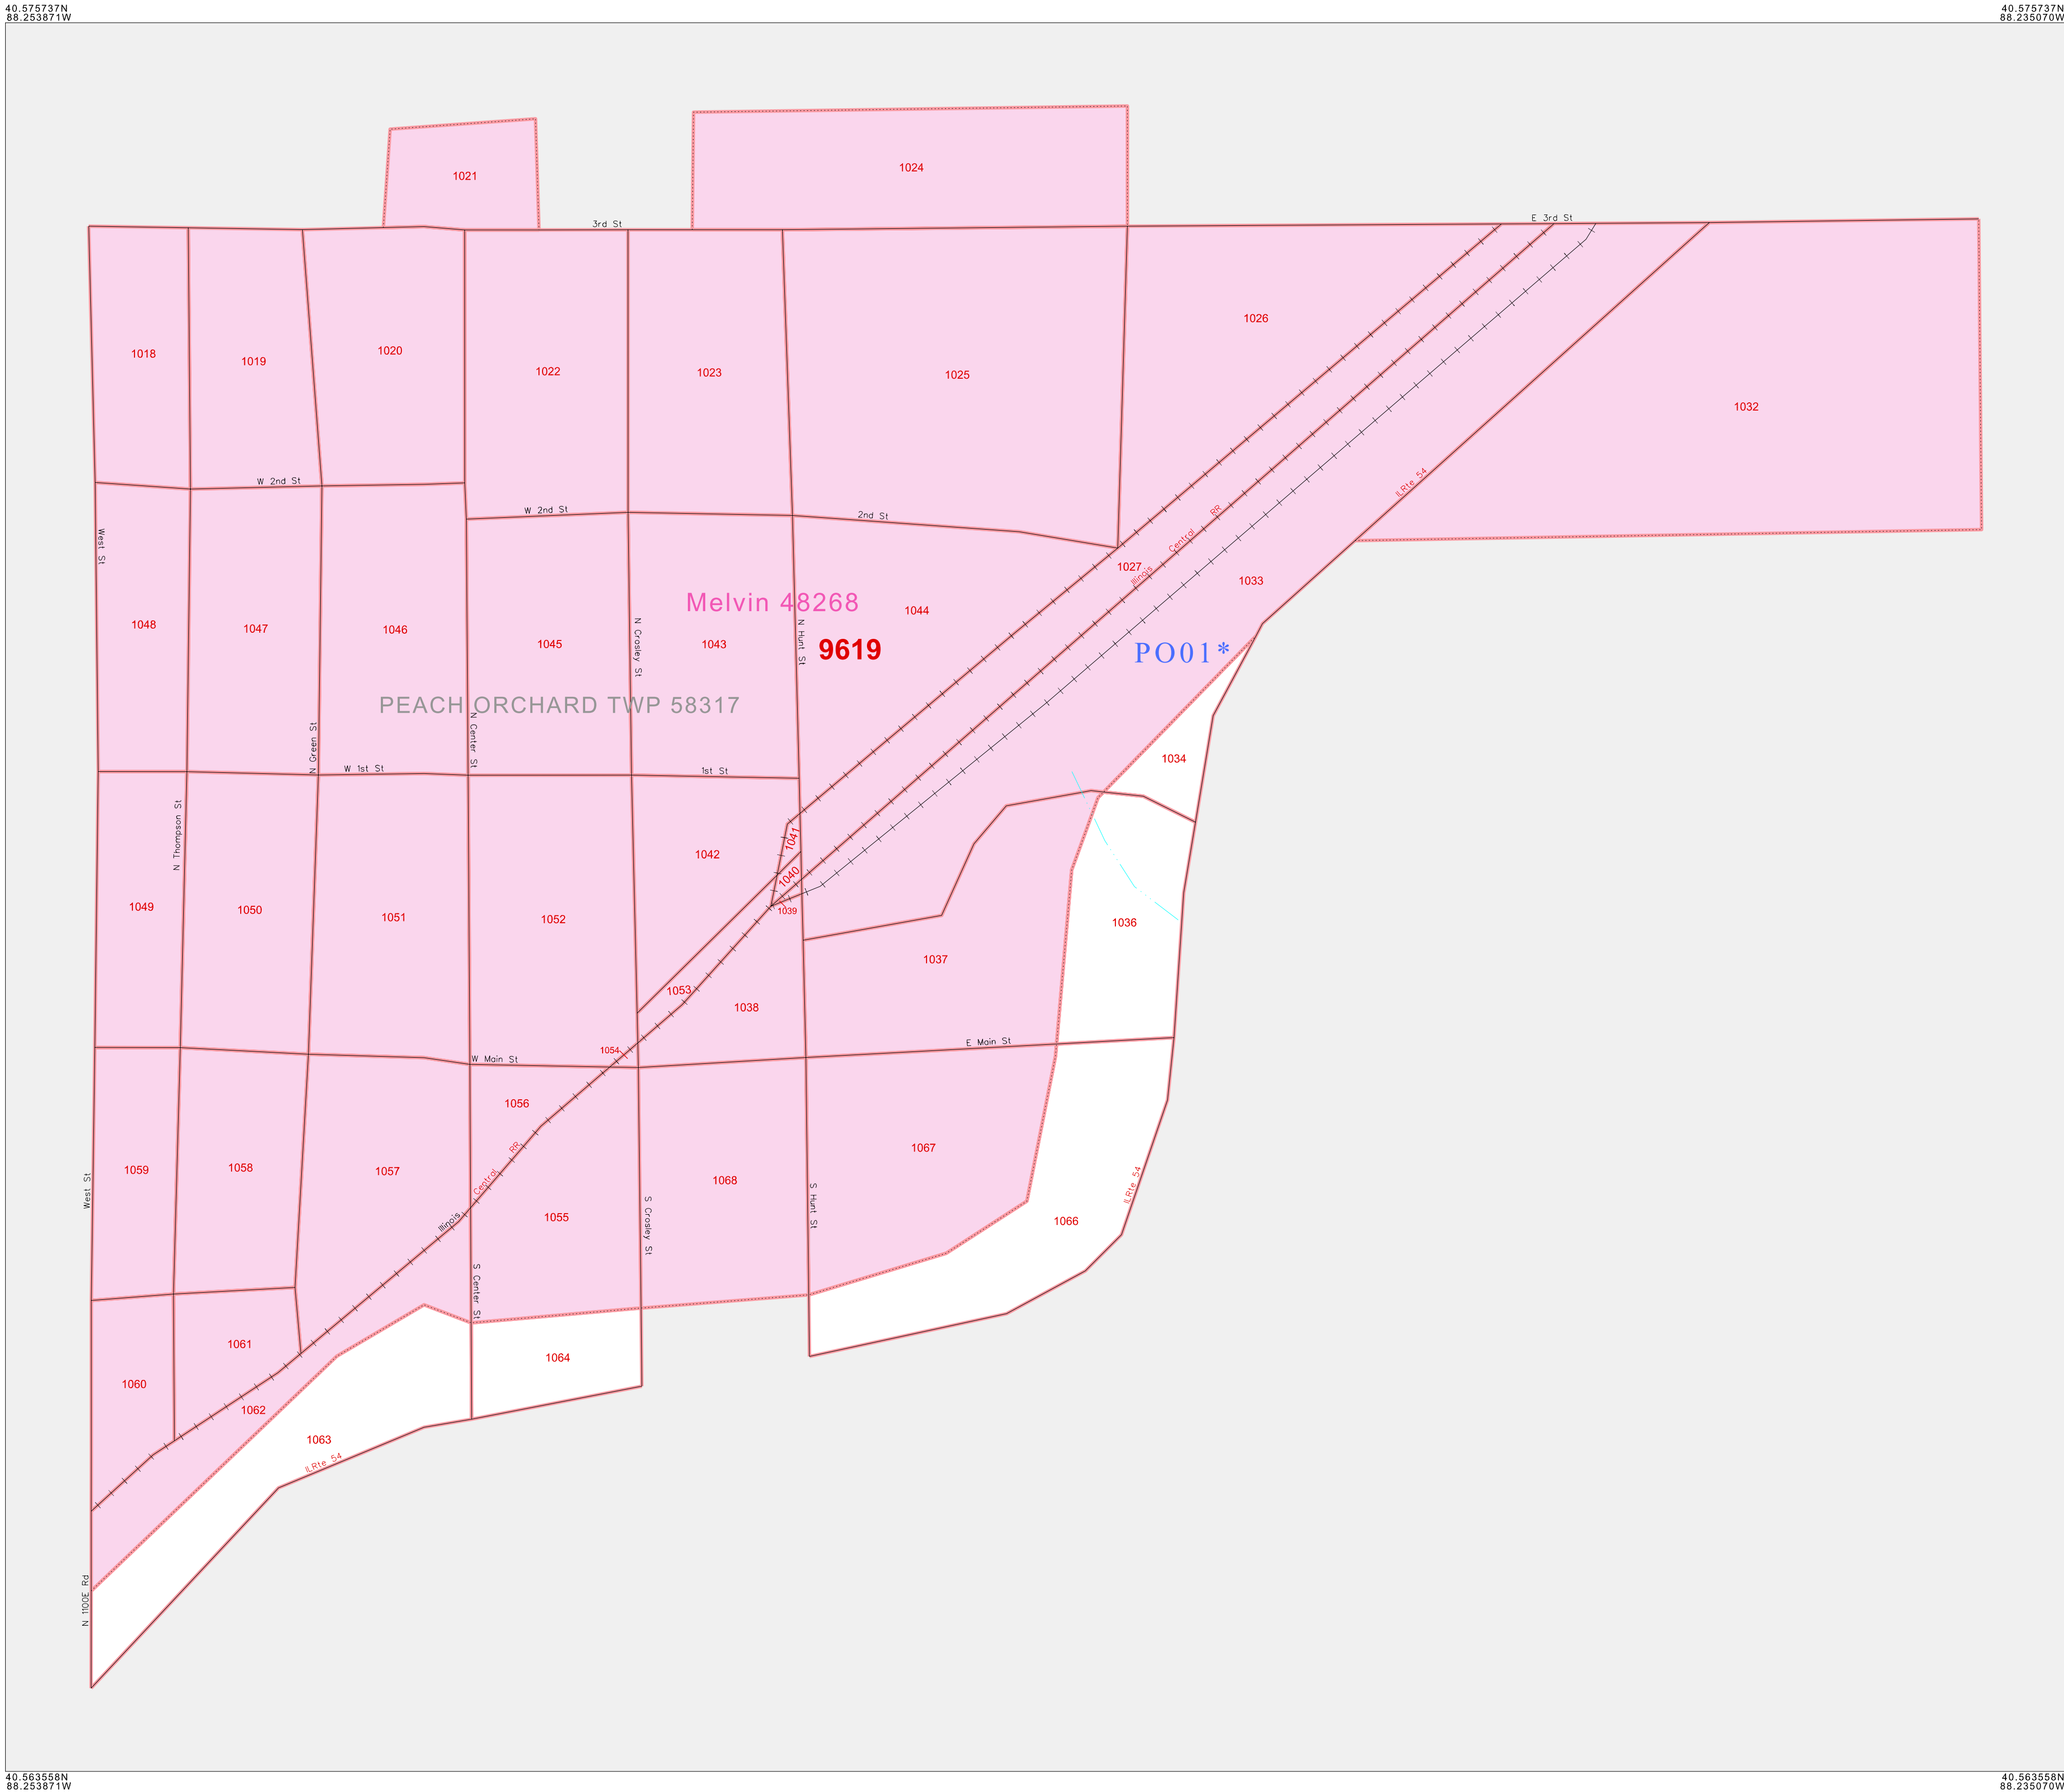 40.575737N
88.253871W
40.575737N
88.235070W
1024
1021
E 3rd St
3rd St
1026
1020
1018
1019
1022
1023
1025
1032
W 2nd St
ILRte 54
W 2nd St
2nd St
Illinois Central RR
West St
1027
1033
Melvin 48268
1044
1048
1047
1046
1045
N Crosley St
1043
N Hunt St
9619
PO01*
PEACH ORCHARD TWP 58317
N Green St
N Center St
1034
W 1st St
1st St
N Thompson St
1041
1042
1040
1039
1049
1050
1051
1052
1036
1037
1053
1038
1054
E Main St
W Main St
1056
Illinois Central RR
1067
1059
1058
1057
1068
ILRte 54
West St
S Crosley St
S Hunt St
1055
1066
S Center St
1061
1064
1060
1062
1063
ILRte 54
N 1100E Rd
40.563558N
88.253871W
40.563558N
88.235070W